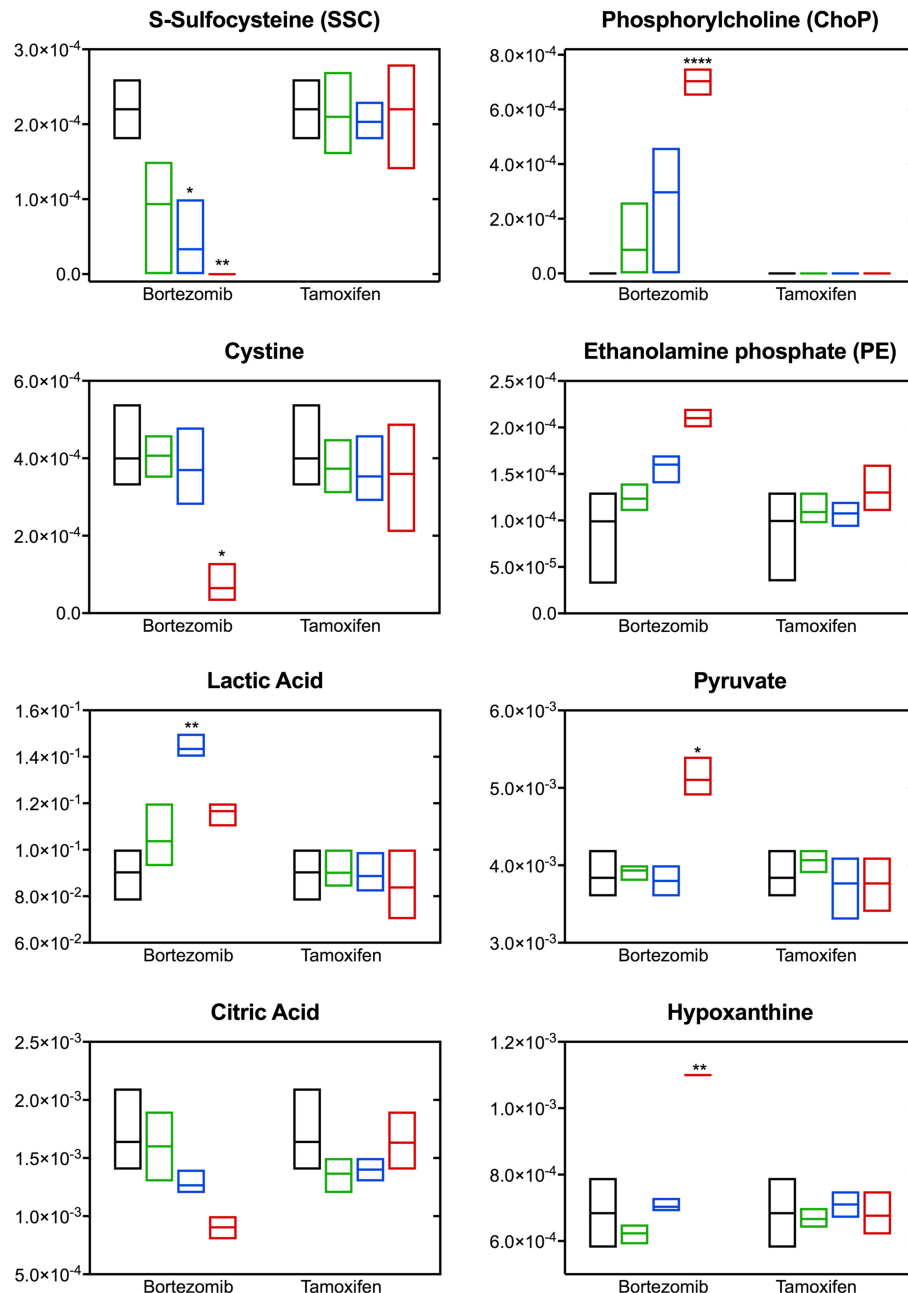 S-Sulfocysteine (SSC)
3.0×10⁻⁴
2.0×10⁻⁴
1.0×10⁻⁴
0.0
*
**
Bortezomib Tamoxifen
Phosphorylcholine (ChoP)
8.0×10⁻⁴
6.0×10⁻⁴
4.0×10⁻⁴
2.0×10⁻⁴
0.0
****
Bortezomib Tamoxifen
Cystine
6.0×10⁻⁴
4.0×10⁻⁴
2.0×10⁻⁴
0.0
*
Bortezomib Tamoxifen
Ethanolamine phosphate (PE)
2.5×10⁻⁴
2.0×10⁻⁴
1.5×10⁻⁴
1.0×10⁻⁴
5.0×10⁻⁵
0.0
Bortezomib Tamoxifen
Lactic Acid
1.6×10⁻¹
1.4×10⁻¹
1.2×10⁻¹
1.0×10⁻¹
8.0×10⁻²
6.0×10⁻²
**
Bortezomib Tamoxifen
Pyruvate
6.0×10⁻³
5.0×10⁻³
4.0×10⁻³
3.0×10⁻³
*
Bortezomib Tamoxifen
Citric Acid
2.5×10⁻³
2.0×10⁻³
1.5×10⁻³
1.0×10⁻³
5.0×10⁻⁴
Bortezomib Tamoxifen
Hypoxanthine
1.2×10⁻³
1.0×10⁻³
8.0×10⁻⁴
6.0×10⁻⁴
**
Bortezomib Tamoxifen